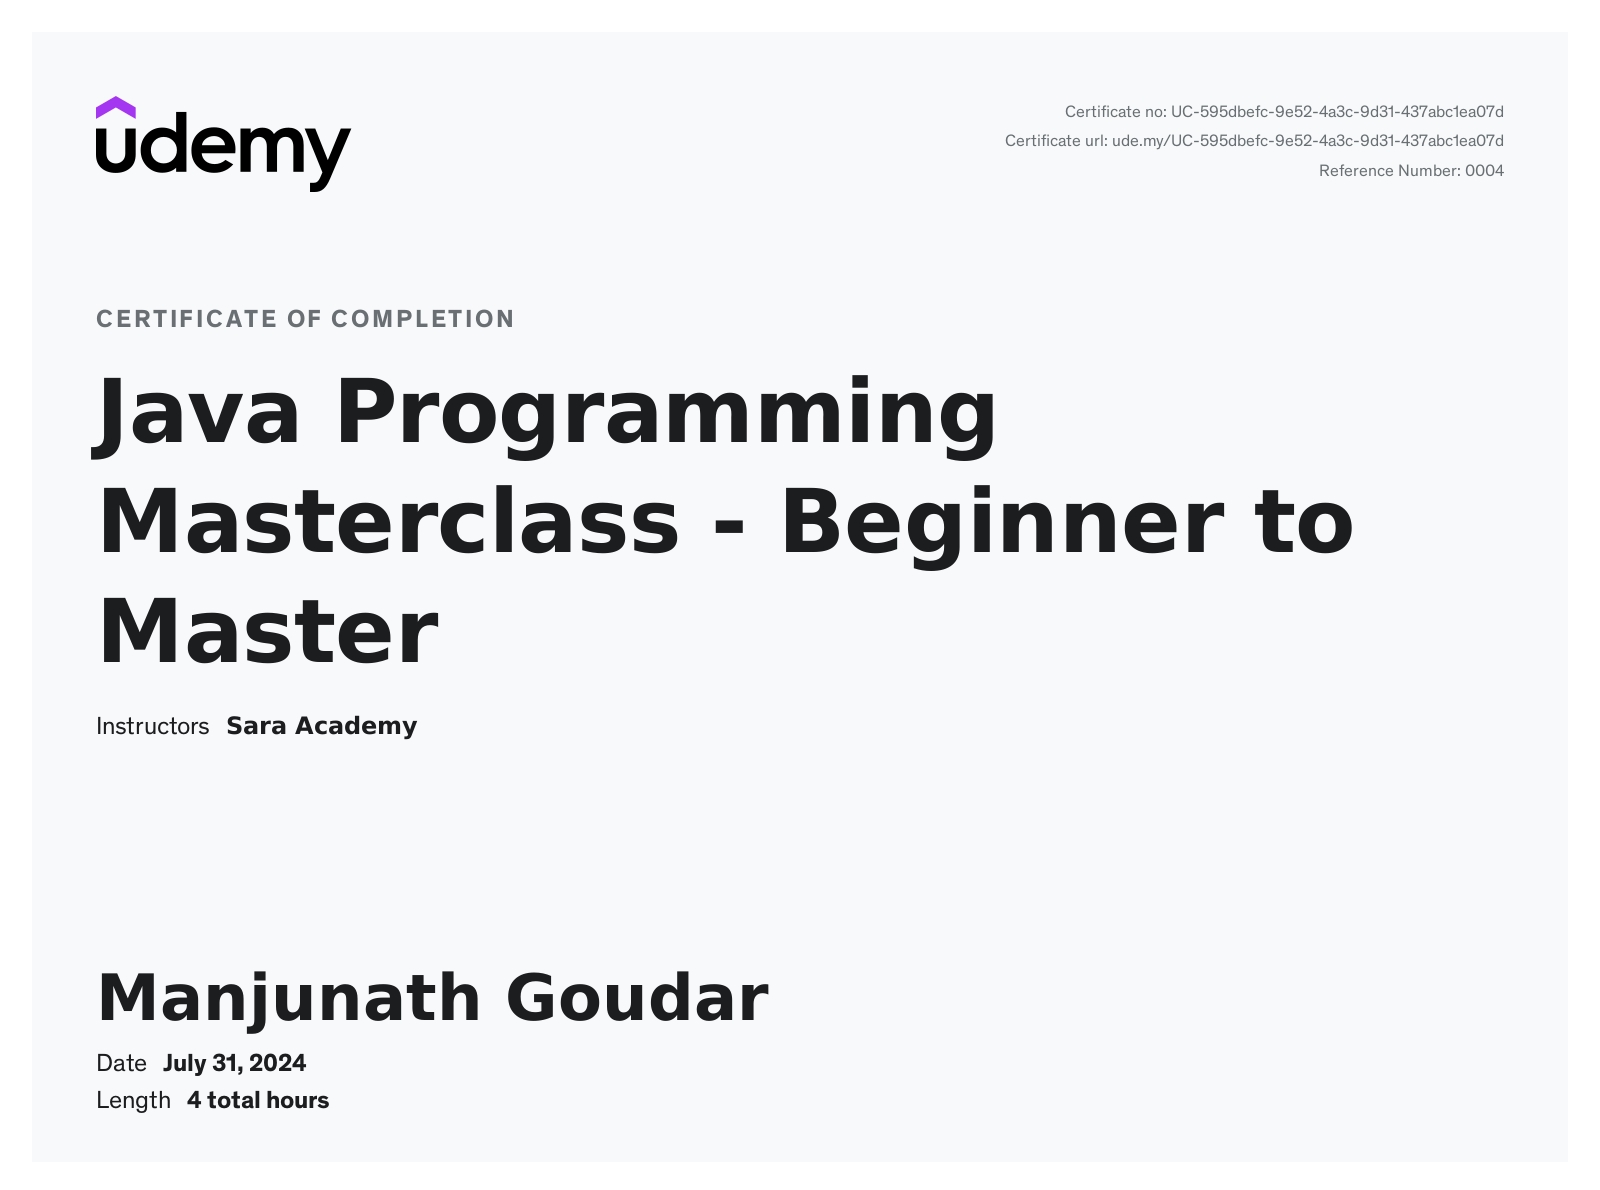 udemy
Certificate no: UC-595dbefc-9e52-4a3c-9d31-437abc1ea07d
Certificate url: ude.my/UC-595dbefc-9e52-4a3c-9d31-437abc1ea07d
Reference Number: 0004
CERTIFICATE OF COMPLETION
Java Programming
Masterclass - Beginner to
Master
Instructors Sara Academy
Manjunath Goudar
Date July 31, 2024
Length 4 total hours